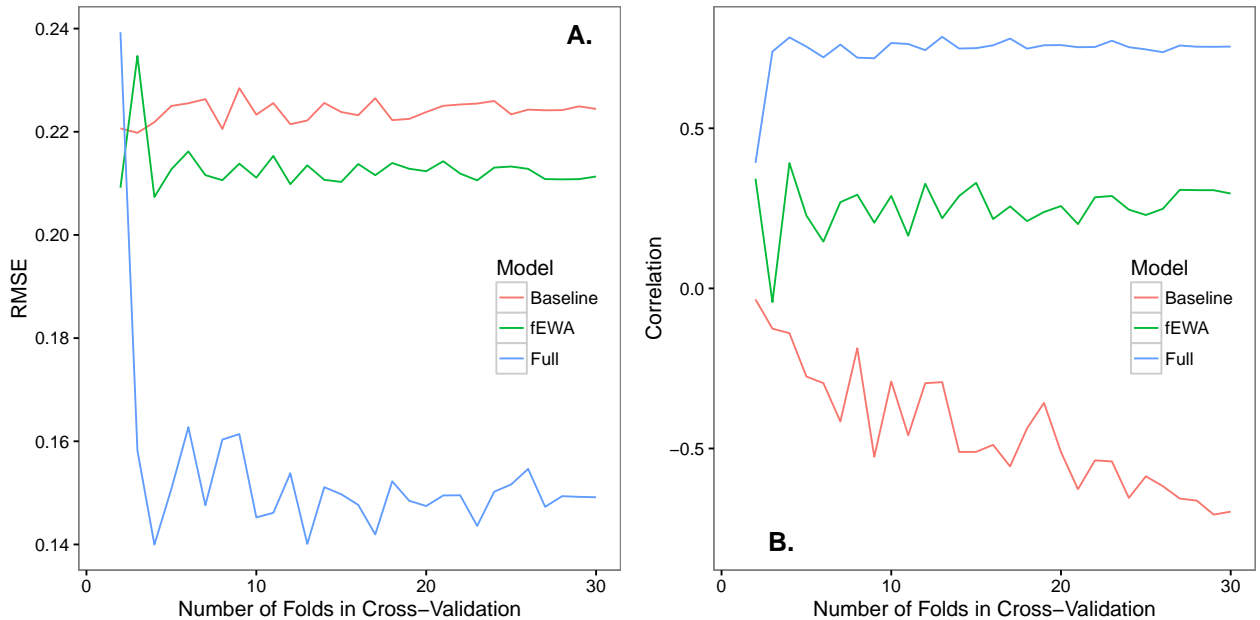 A.
RMSE
0.24
0.22
0.20
0.18
0.16
0.14
Model
Baseline
fEWA
Full
0
10
20
30
Number of Folds in Cross−Validation
B.
Correlation
0.5
0.0
−0.5
Model
Baseline
fEWA
Full
0
10
20
30
Number of Folds in Cross−Validation